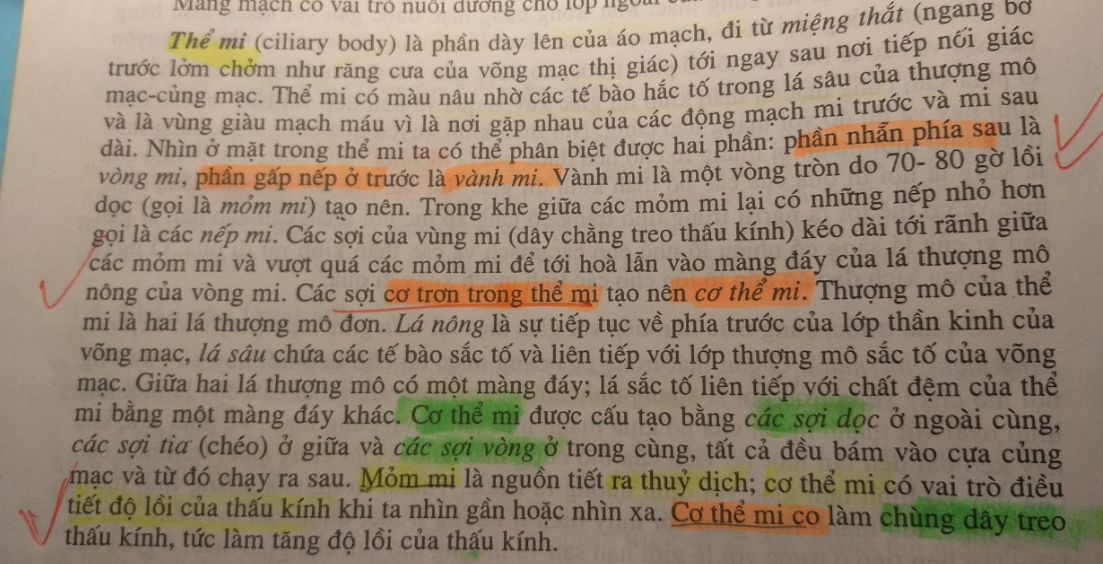 Màng mạch có vai trò nuôi dưỡng cho lớp
Thể mi (ciliary body) là phần dày lên của áo mạch, đi từ miệng thắt (ngang bờ
trước lởm chởm như răng cưa của võng mạc thị giác) tới ngay sau nơi tiếp nối giác
mạc-củng mạc. Thể mi có màu nâu nhờ các tế bào hắc tố trong lá sâu của thượng mô
và là vùng giàu mạch máu vì là nơi gặp nhau của các động mạch mi trước và mi sau
dài. Nhìn ở mặt trong thể mi ta có thể phân biệt được hai phần: phần nhẵn phía sau là
vòng mi, phần gấp nếp ở trước là vành mi. Vành mi là một vòng tròn do 70- 80 gờ lồi
dọc (gọi là mỏm mi) tạo nên. Trong khe giữa các mỏm mi lại có những nếp nhỏ hơn
gọi là các nếp mi. Các sợi của vùng mi (dây chằng treo thấu kính) kéo dài tới rãnh giữa
các mỏm mi và vượt quá các mỏm mi để tới hoà lẫn vào màng đáy của lá thượng mô
nông của vòng mi. Các sợi cơ trơn trong thể mi tạo nên cơ thể mi. Thượng mô của thể
mi là hai lá thượng mô đơn. Lá nông là sự tiếp tục về phía trước của lớp thần kinh của
võng mạc, lá sâu chứa các tế bào sắc tố và liên tiếp với lớp thượng mô sắc tố của võng
mạc. Giữa hai lá thượng mô có một màng đáy; lá sắc tố liên tiếp với chất đệm của thể
mi bằng một màng đáy khác. Cơ thể mi được cấu tạo bằng các sợi dọc ở ngoài cùng,
các sợi tia (chéo) ở giữa và các sợi vòng ở trong cùng, tất cả đều bám vào cựa củng
mạc và từ đó chạy ra sau. Mỏm mi là nguồn tiết ra thuỷ dịch; cơ thể mi có vai trò điều
tiết độ lồi của thấu kính khi ta nhìn gần hoặc nhìn xa. Cơ thể mi co làm chùng dây treo
thấu kính, tức làm tăng độ lồi của thấu kính.